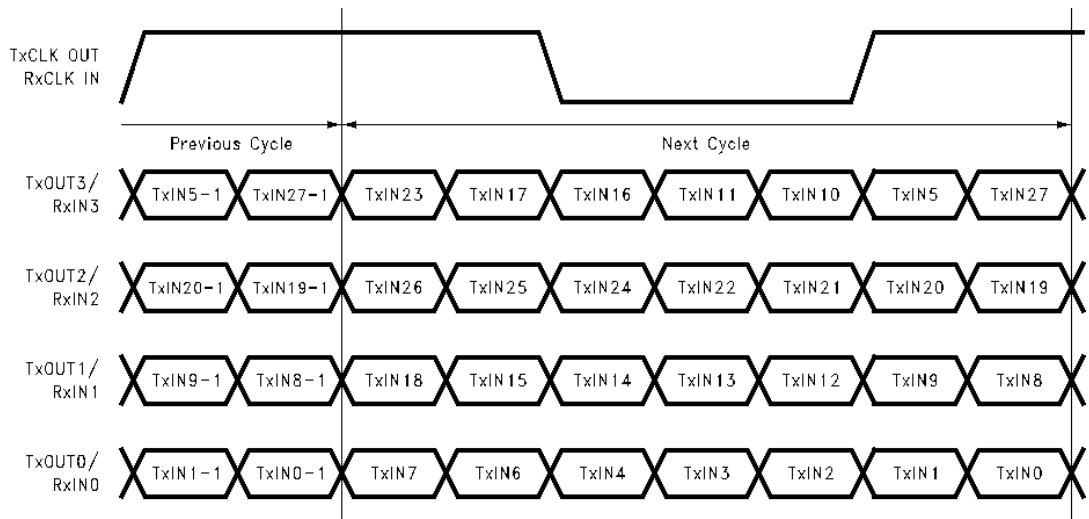 TxCLK OUT
RxCLK IN
Previous Cycle Next Cycle
TxOUT3/
RxIN3
TxIN5-1 TxIN27-1 TxIN23 TxIN17 TxIN16 TxIN11 TxIN10 TxIN5 TxIN27
TxOUT2/
RxIN2
TxIN20-1 TxIN19-1 TxIN26 TxIN25 TxIN24 TxIN22 TxIN21 TxIN20 TxIN19
TxOUT1/
RxIN1
TxIN9-1 TxIN8-1 TxIN18 TxIN15 TxIN14 TxIN13 TxIN12 TxIN9 TxIN8
TxOUT0/
RxIN0
TxIN1-1 TxIN0-1 TxIN7 TxIN6 TxIN4 TxIN3 TxIN2 TxIN1 TxIN0